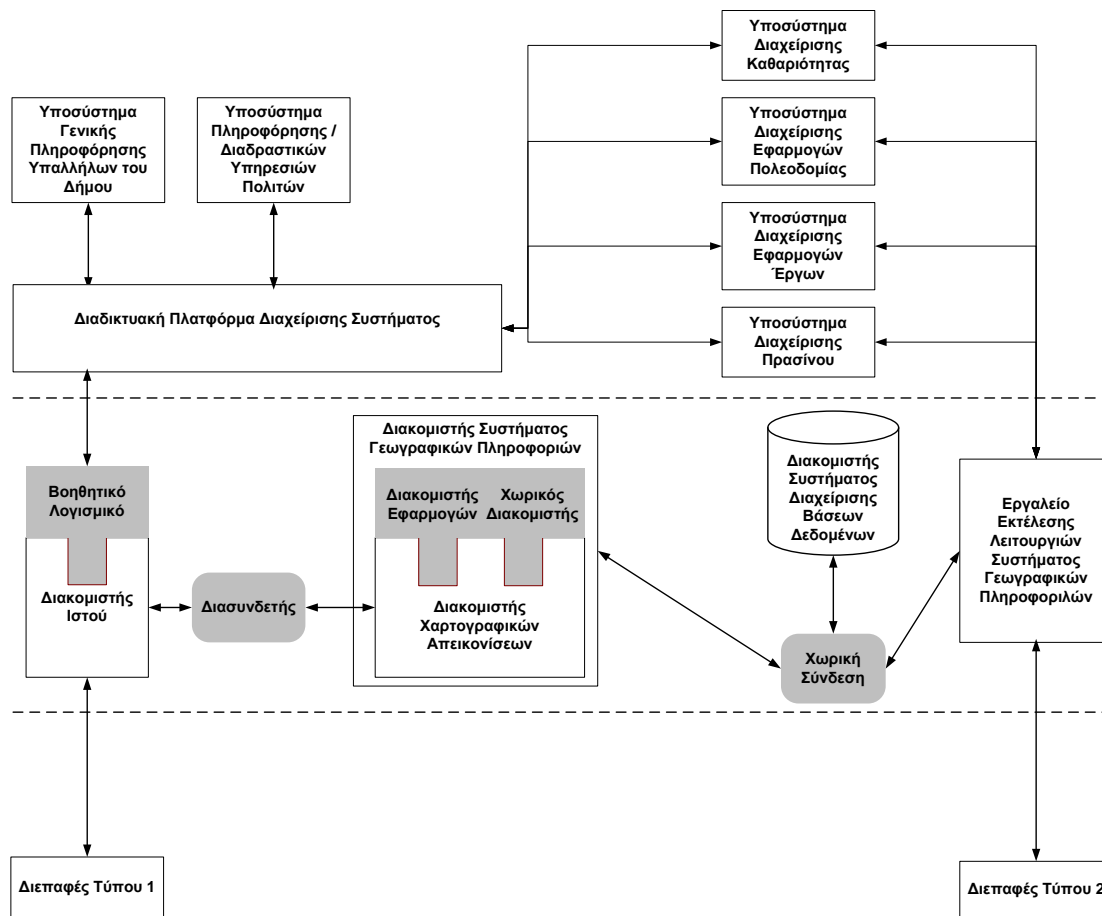 Υποσύστημα
Διαχείρισης
Καθαριότητας
Υποσύστημα
Γενικής
Πληροφόρησης
Υπαλλήλων του
Δήμου
Υποσύστημα
Πληροφόρησης /
Διαδραστικών
Υπηρεσιών
Πολιτών
Υποσύστημα
Διαχείρισης
Εφαρμογών
Πολεοδομίας
Υποσύστημα
Διαχείρισης
Εφαρμογών
Έργων
Διαδικτυακή Πλατφόρμα Διαχείρισης Συστήματος
Υποσύστημα
Διαχείρισης
Πρασίνου
Διακομιστής Συστήματος
Γεωγραφικών Πληροφοριών
Βοηθητικό
Λογισμικό
Διακομιστής
Εφαρμογών
Χωρικός
Διακομιστής
Διακομιστής
Συστήματος
Διαχείρισης
Βάσεων
Δεδομένων
Εργαλείο
Εκτέλεσης
Λειτουργιών
Συστήματος
Γεωγραφικών
Πληροφοριλών
Διακομιστής
Ιστού
Διασυνδετής
Διακομιστής
Χαρτογραφικών
Απεικονίσεων
Χωρική
Σύνδεση
Διεπαφές Τύπου 1
Διεπαφές Τύπου 2